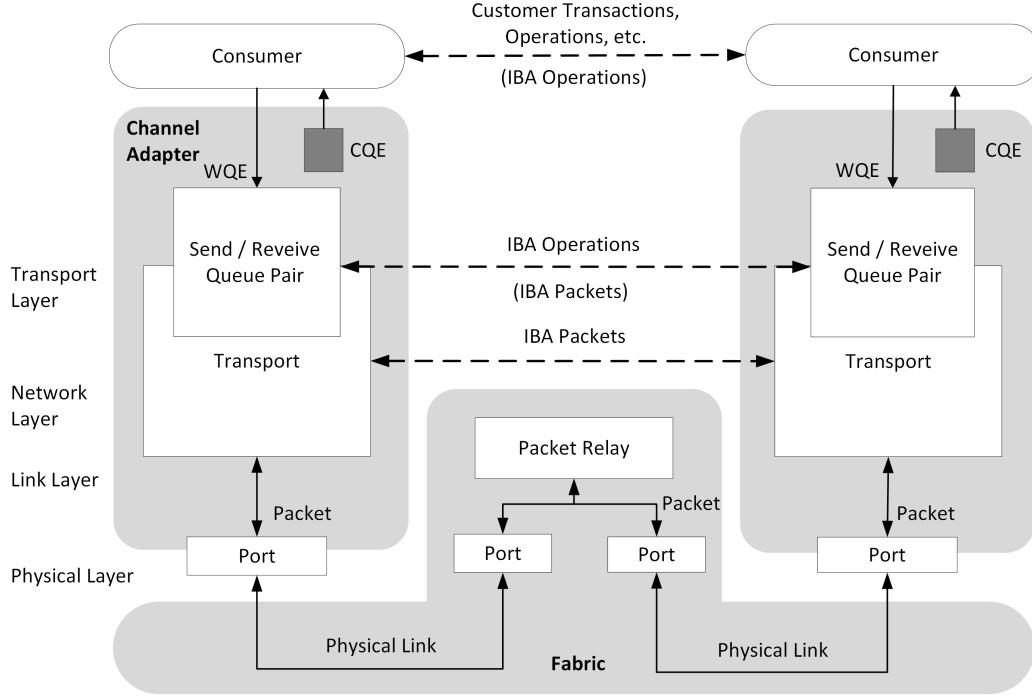 Customer Transactions,
Operations, etc.
(IBA Operations)
Consumer
Consumer
Channel
Adapter
CQE
WQE
CQE
WQE
Send / Reveive
Queue Pair
IBA Operations
(IBA Packets)
Send / Reveive
Queue Pair
Transport
Layer
IBA Packets
Transport
Transport
Network
Layer
Packet Relay
Link Layer
Packet
Packet
Packet
Port
Port
Port
Port
Physical Layer
Physical Link
Physical Link
Fabric